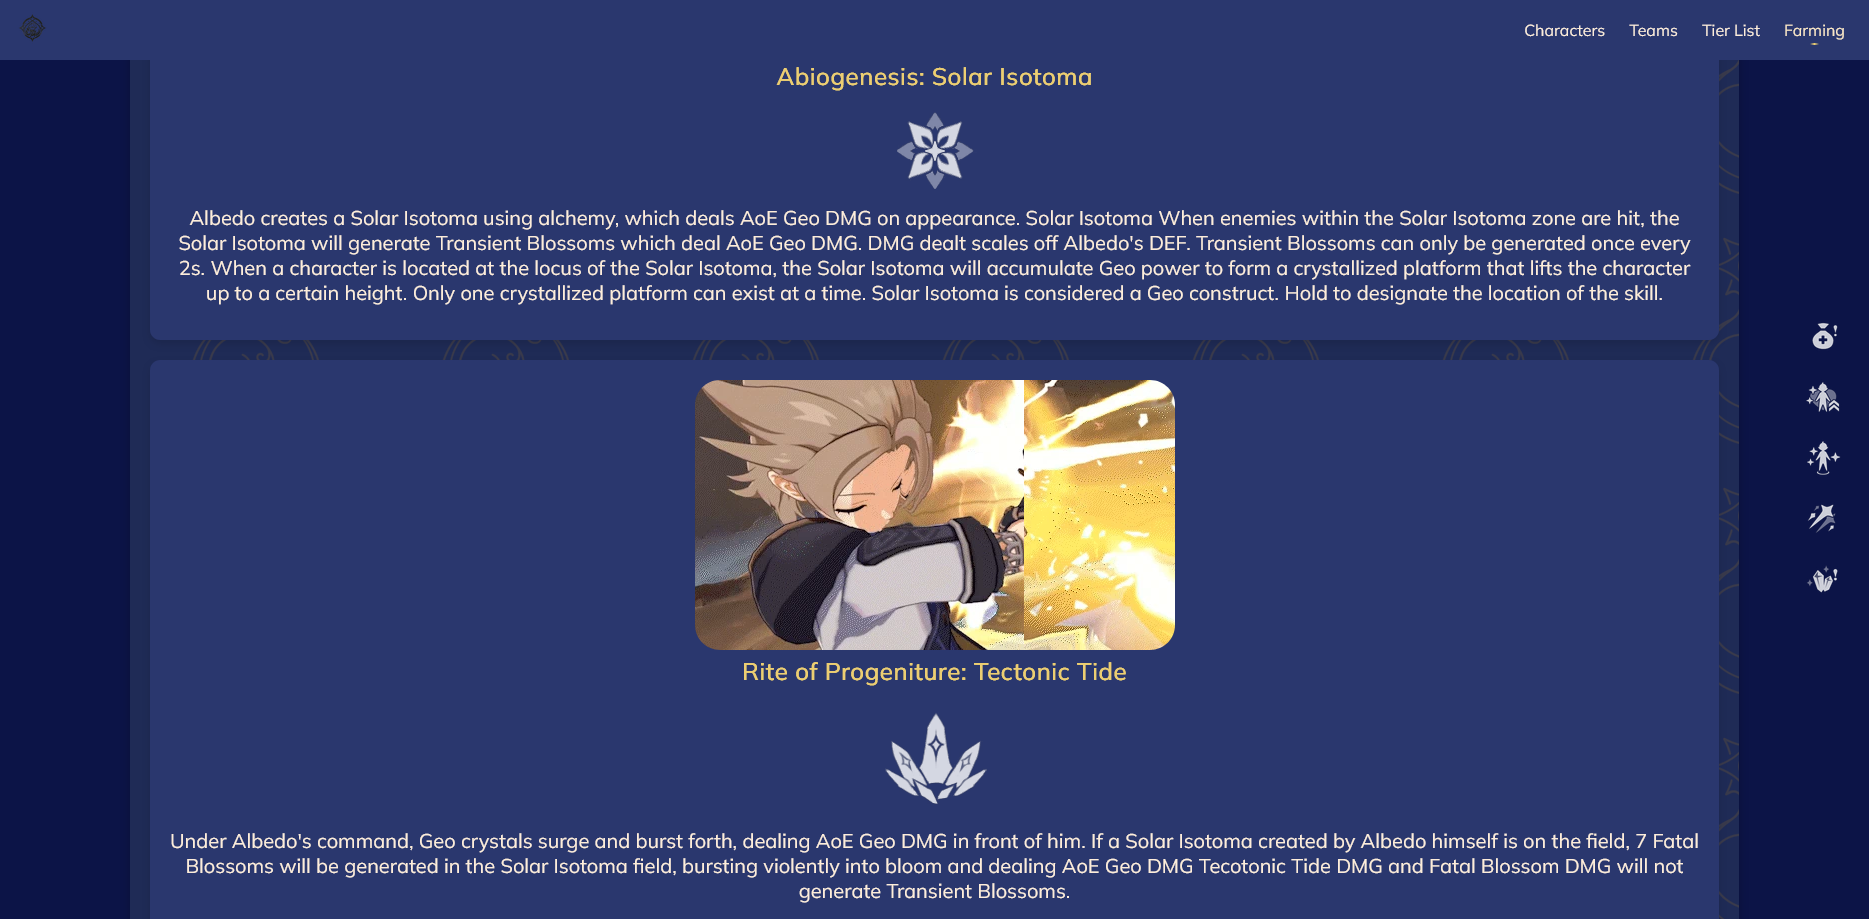 Characters Teams Tier List Farming
Abiogenesis: Solar Isotoma
Albedo creates a Solar Isotoma using alchemy, which deals AoE Geo DMG on appearance. Solar Isotoma When enemies within the Solar Isotoma zone are hit, the
Solar Isotoma will generate Transient Blossoms which deal AoE Geo DMG. DMG dealt scales off Albedo's DEF. Transient Blossoms can only be generated once every
2s. When a character is located at the locus of the Solar Isotoma, the Solar Isotoma will accumulate Geo power to form a crystallized platform that lifts the character
up to a certain height. Only one crystallized platform can exist at a time. Solar Isotoma is considered a Geo construct. Hold to designate the location of the skill.
Rite of Progeniture: Tectonic Tide
Under Albedo's command, Geo crystals surge and burst forth, dealing AoE Geo DMG in front of him. If a Solar Isotoma created by Albedo himself is on the field, 7 Fatal
Blossoms will be generated in the Solar Isotoma field, bursting violently into bloom and dealing AoE Geo DMG Tecotonic Tide DMG and Fatal Blossom DMG will not
generate Transient Blossoms.